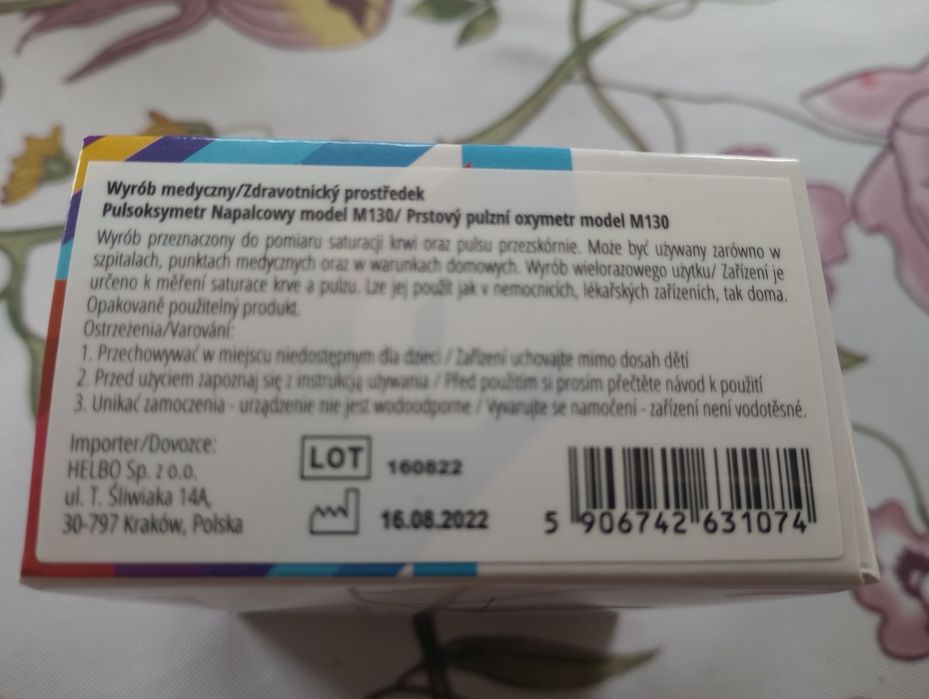 Wyrób medyczny/Zdravotnický prostředek
Pulsoksymetr Napalcowy model M130/ Prstový pulzní oxymetr model M130
Wyrób przeznaczony do pomiaru saturacji krwi oraz pulsu przezskórnie. Może być używany zarówno w
szpitalach, punktach medycznych oraz w warunkach domowych. Wyrób wielorazowego użytku/ Zařízení je
určeno k měření saturace krve a pulzu. Lze jej použít jak v nemocnicích, lékařských zařízeních, tak doma.
Opakovaně použitelný produkt.
Ostrzeżenia/Varování:
1. Przechowywać w miejscu niedostępnym dla dzieci / Zařízení uchovajte mimo dosah dětí
2. Przed użyciem zapoznaj się z instrukcją używania / Před použitím si prosím přečtěte návod k použití
3. Unikać zamoczenia - urządzenie nie jest wodoodporne / Vyvarujte se namočení - zařízení není vodotěsné.
Importer/Dovozce:
HELBO Sp. z o.o.
ul. T. Śliwiaka 14A,
30-797 Kraków, Polska
LOT 160822
16.08.2022
5 906742 631074